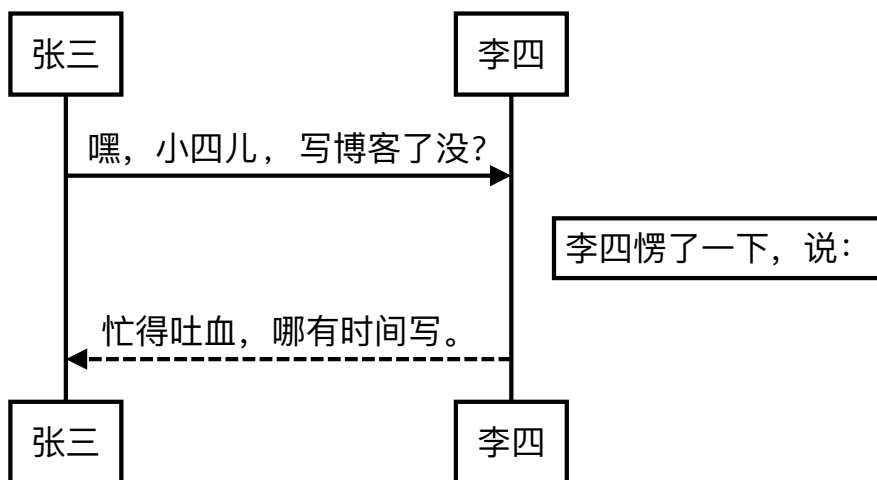 张三
李四
嘿，小四儿，写博客了没？
李四愣了一下，说：
忙得吐血，哪有时间写。
张三
李四